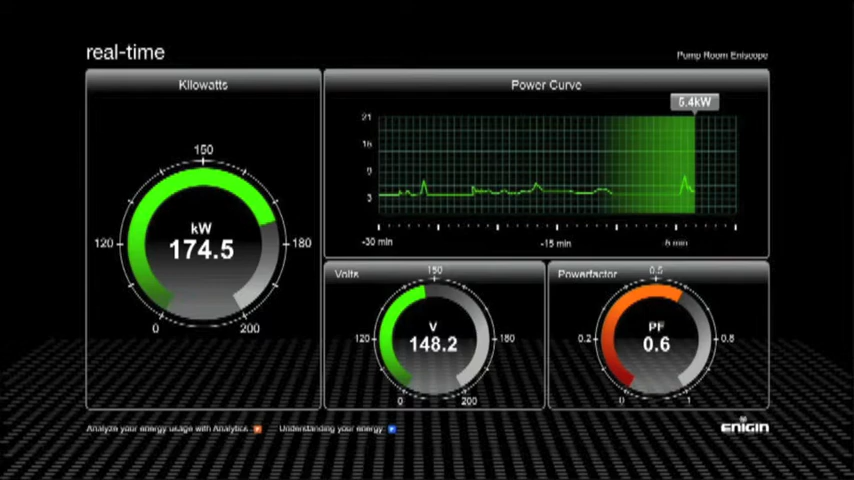 real-time
Pump Room Eniscope
Kilowatts
150
120
180
kW
174.5
0
200
Power Curve
5.4kW
21
15
9
3
-30 min
-15 min
-5 min
Volts
150
120
180
V
148.2
0
200
Powerfactor
0.5
0.2
0.8
PF
0.6
0
1
Analyze your energy usage with Analytics
Understanding your energy
ENIGIN